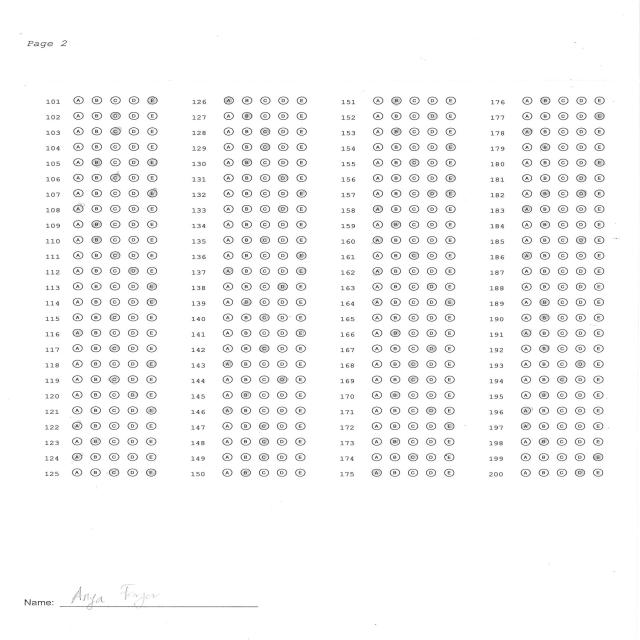 Page 2
101 A B C D E 126 A B C D E 151 A B C D E 176 A B C D E
102 A B C D E 127 A B C D E 152 A B C D E 177 A B C D E
103 A B C D E 128 A B C D E 153 A B C D E 178 A B C D E
104 A B C D E 129 A B C D E 154 A B C D E 179 A B C D E
105 A B C D E 130 A B C D E 155 A B C D E 180 A B C D E
106 A B C D E 131 A B C D E 156 A B C D E 181 A B C D E
107 A B C D E 132 A B C D E 157 A B C D E 182 A B C D E
108 A B C D E 133 A B C D E 158 A B C D E 183 A B C D E
109 A B C D E 134 A B C D E 159 A B C D E 184 A B C D E
110 A B C D E 135 A B C D E 160 A B C D E 185 A B C D E
111 A B C D E 136 A B C D E 161 A B C D E 186 A B C D E
112 A B C D E 137 A B C D E 162 A B C D E 187 A B C D E
113 A B C D E 138 A B C D E 163 A B C D E 188 A B C D E
114 A B C D E 139 A B C D E 164 A B C D E 189 A B C D E
115 A B C D E 140 A B C D E 165 A B C D E 190 A B C D E
116 A B C D E 141 A B C D E 166 A B C D E 191 A B C D E
117 A B C D E 142 A B C D E 167 A B C D E 192 A B C D E
118 A B C D E 143 A B C D E 168 A B C D E 193 A B C D E
119 A B C D E 144 A B C D E 169 A B C D E 194 A B C D E
120 A B C D E 145 A B C D E 170 A B C D E 195 A B C D E
121 A B C D E 146 A B C D E 171 A B C D E 196 A B C D E
122 A B C D E 147 A B C D E 172 A B C D E 197 A B C D E
123 A B C D E 148 A B C D E 173 A B C D E 198 A B C D E
124 A B C D E 149 A B C D E 174 A B C D E 199 A B C D E
125 A B C D E 150 A B C D E 175 A B C D E 200 A B C D E
Name: Anya